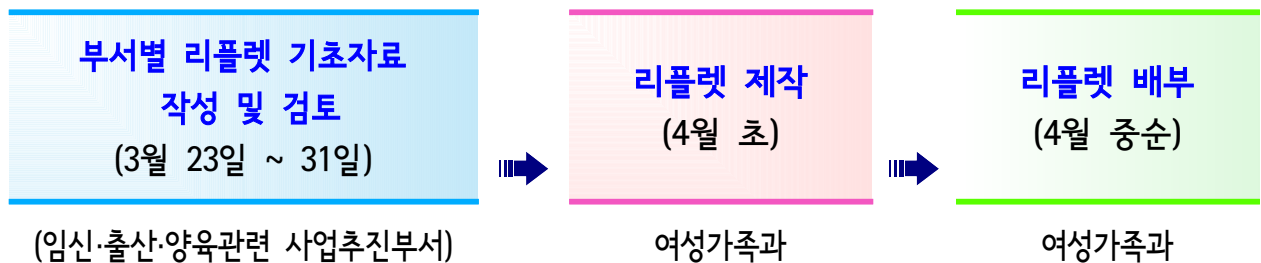 부서별 리플렛 기초자료
작성 및 검토
(3월 23일 ~ 31일)
(임신·출산·양육관련 사업추진부서)
리플렛 제작
(4월 초)
여성가족과
리플렛 배부
(4월 중순)
여성가족과